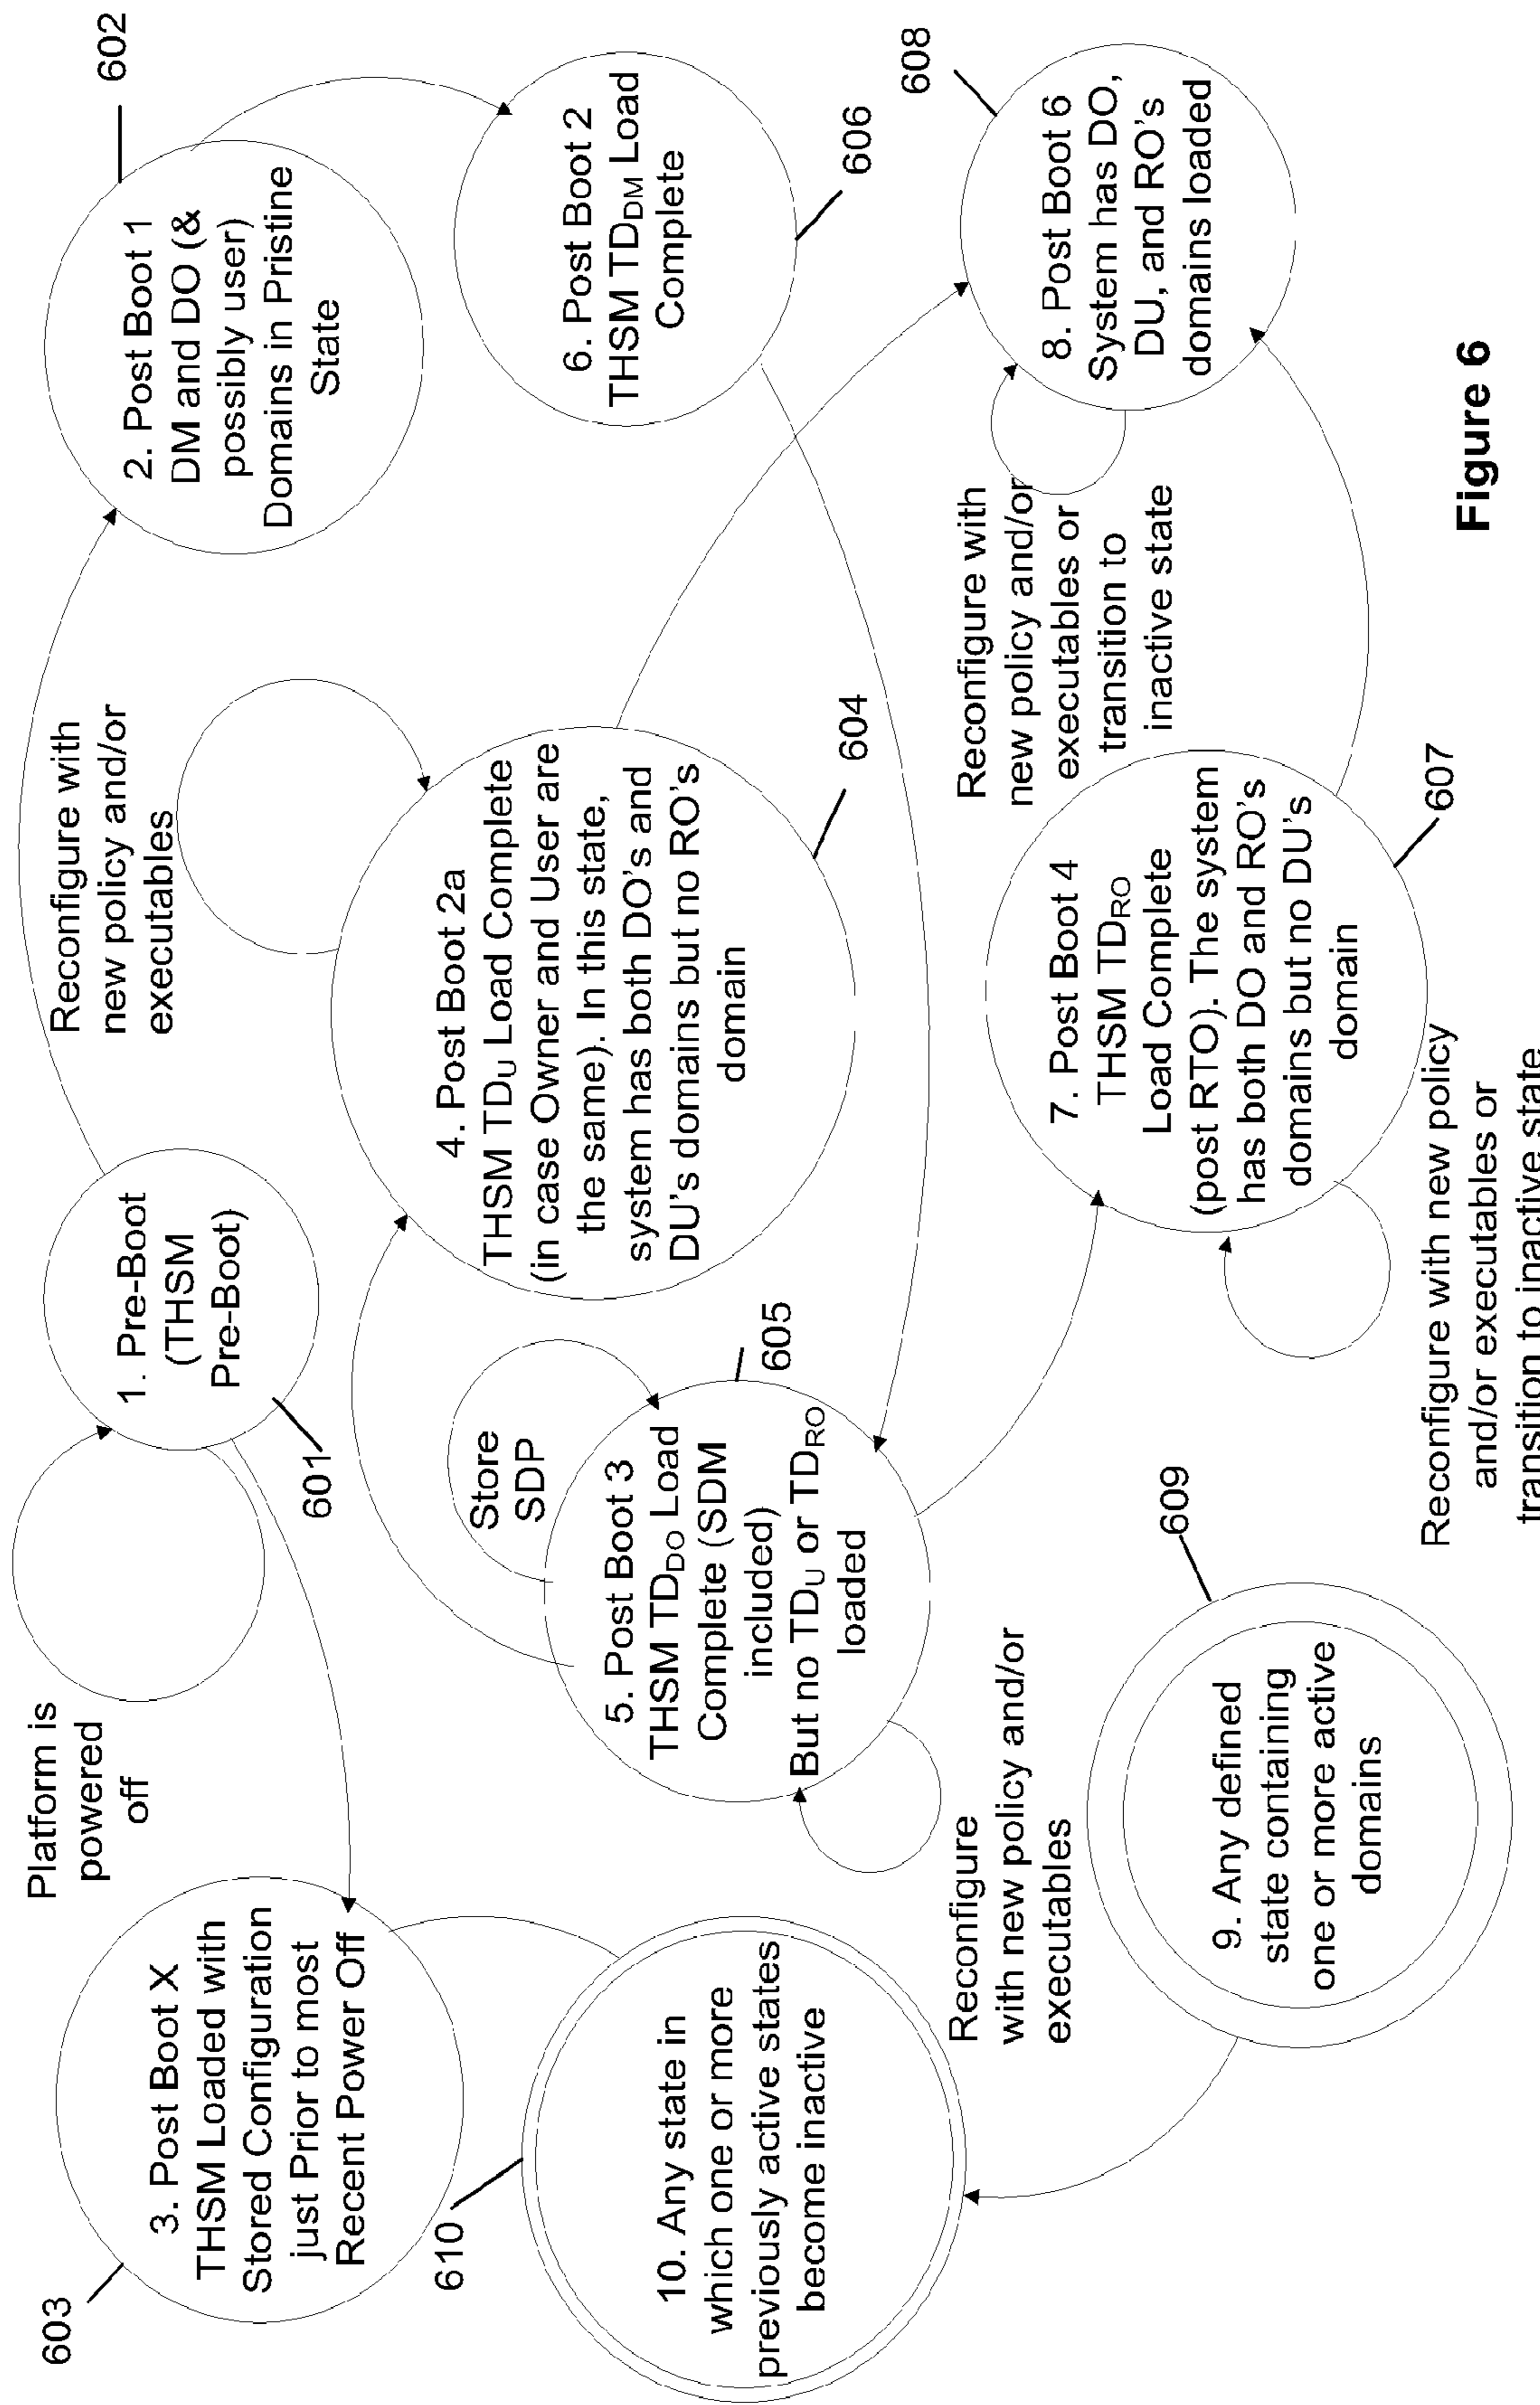 603
3. Post Boot X
THSM Loaded with
Stored Configuration
just Prior to most
Recent Power Off
Platform is
powered
off
1. Pre-Boot
(THSM
Pre-Boot)
601
Reconfigure with
new policy and/or
executables
2. Post Boot 1
DM and DO (&
possibly user)
Domains in Pristine
State
602
610
10. Any state in
which one or more
previously active states
become inactive
5. Post Boot 3
THSM TDDO Load
Complete (SDM
included)
But no TDU or TDRO
loaded
605
Store
SDP
4. Post Boot 2a
THSM TDU Load Complete
(in case Owner and User are
the same). In this state,
system has both DO's and
DU's domains but no RO's
domain
604
6. Post Boot 2
THSM TDDM Load
Complete
606
Reconfigure
with new policy and/or
executables
609
9. Any defined
state containing
one or more active
domains
7. Post Boot 4
THSM TDRO
Load Complete
(post RTO). The system
has both DO and RO's
domains but no DU's
domain
607
Reconfigure with
new policy and/or
executables or
transition to
inactive state
8. Post Boot 6
System has DO,
DU, and RO's
domains loaded
608
Reconfigure with new policy
and/or executables or
transition to inactive state
Figure 6